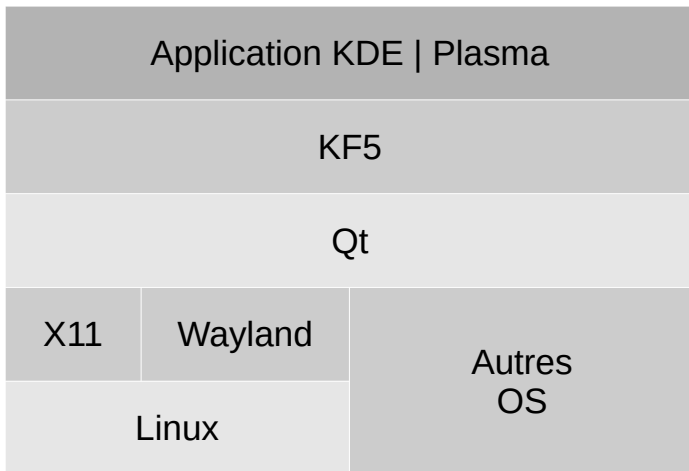 Application KDE | Plasma
KF5
Qt
X11
Wayland
Autres
OS
Linux